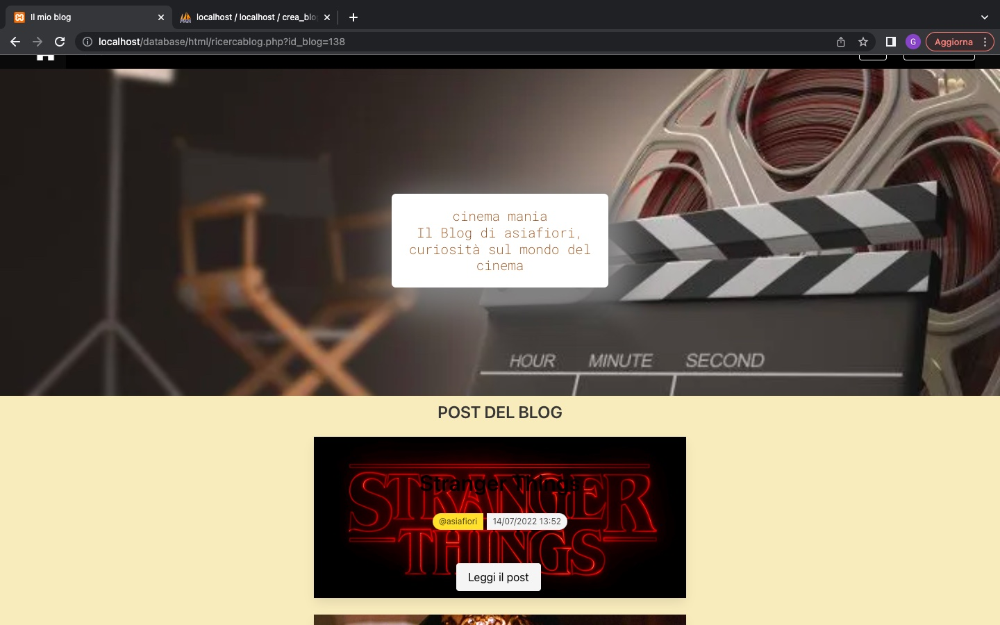 Il mio blog
localhost / localhost / crea_blo
localhost/database/html/ricercablog.php?id_blog=138
G
Aggiorna
cinema mania
Il Blog di asiafiori,
curiosità sul mondo del
cinema
HOUR MINUTE SECOND
POST DEL BLOG
STRANGER
Stranger Things
@asiafiori 14/07/2022 13:52
THINGS
Leggi il post